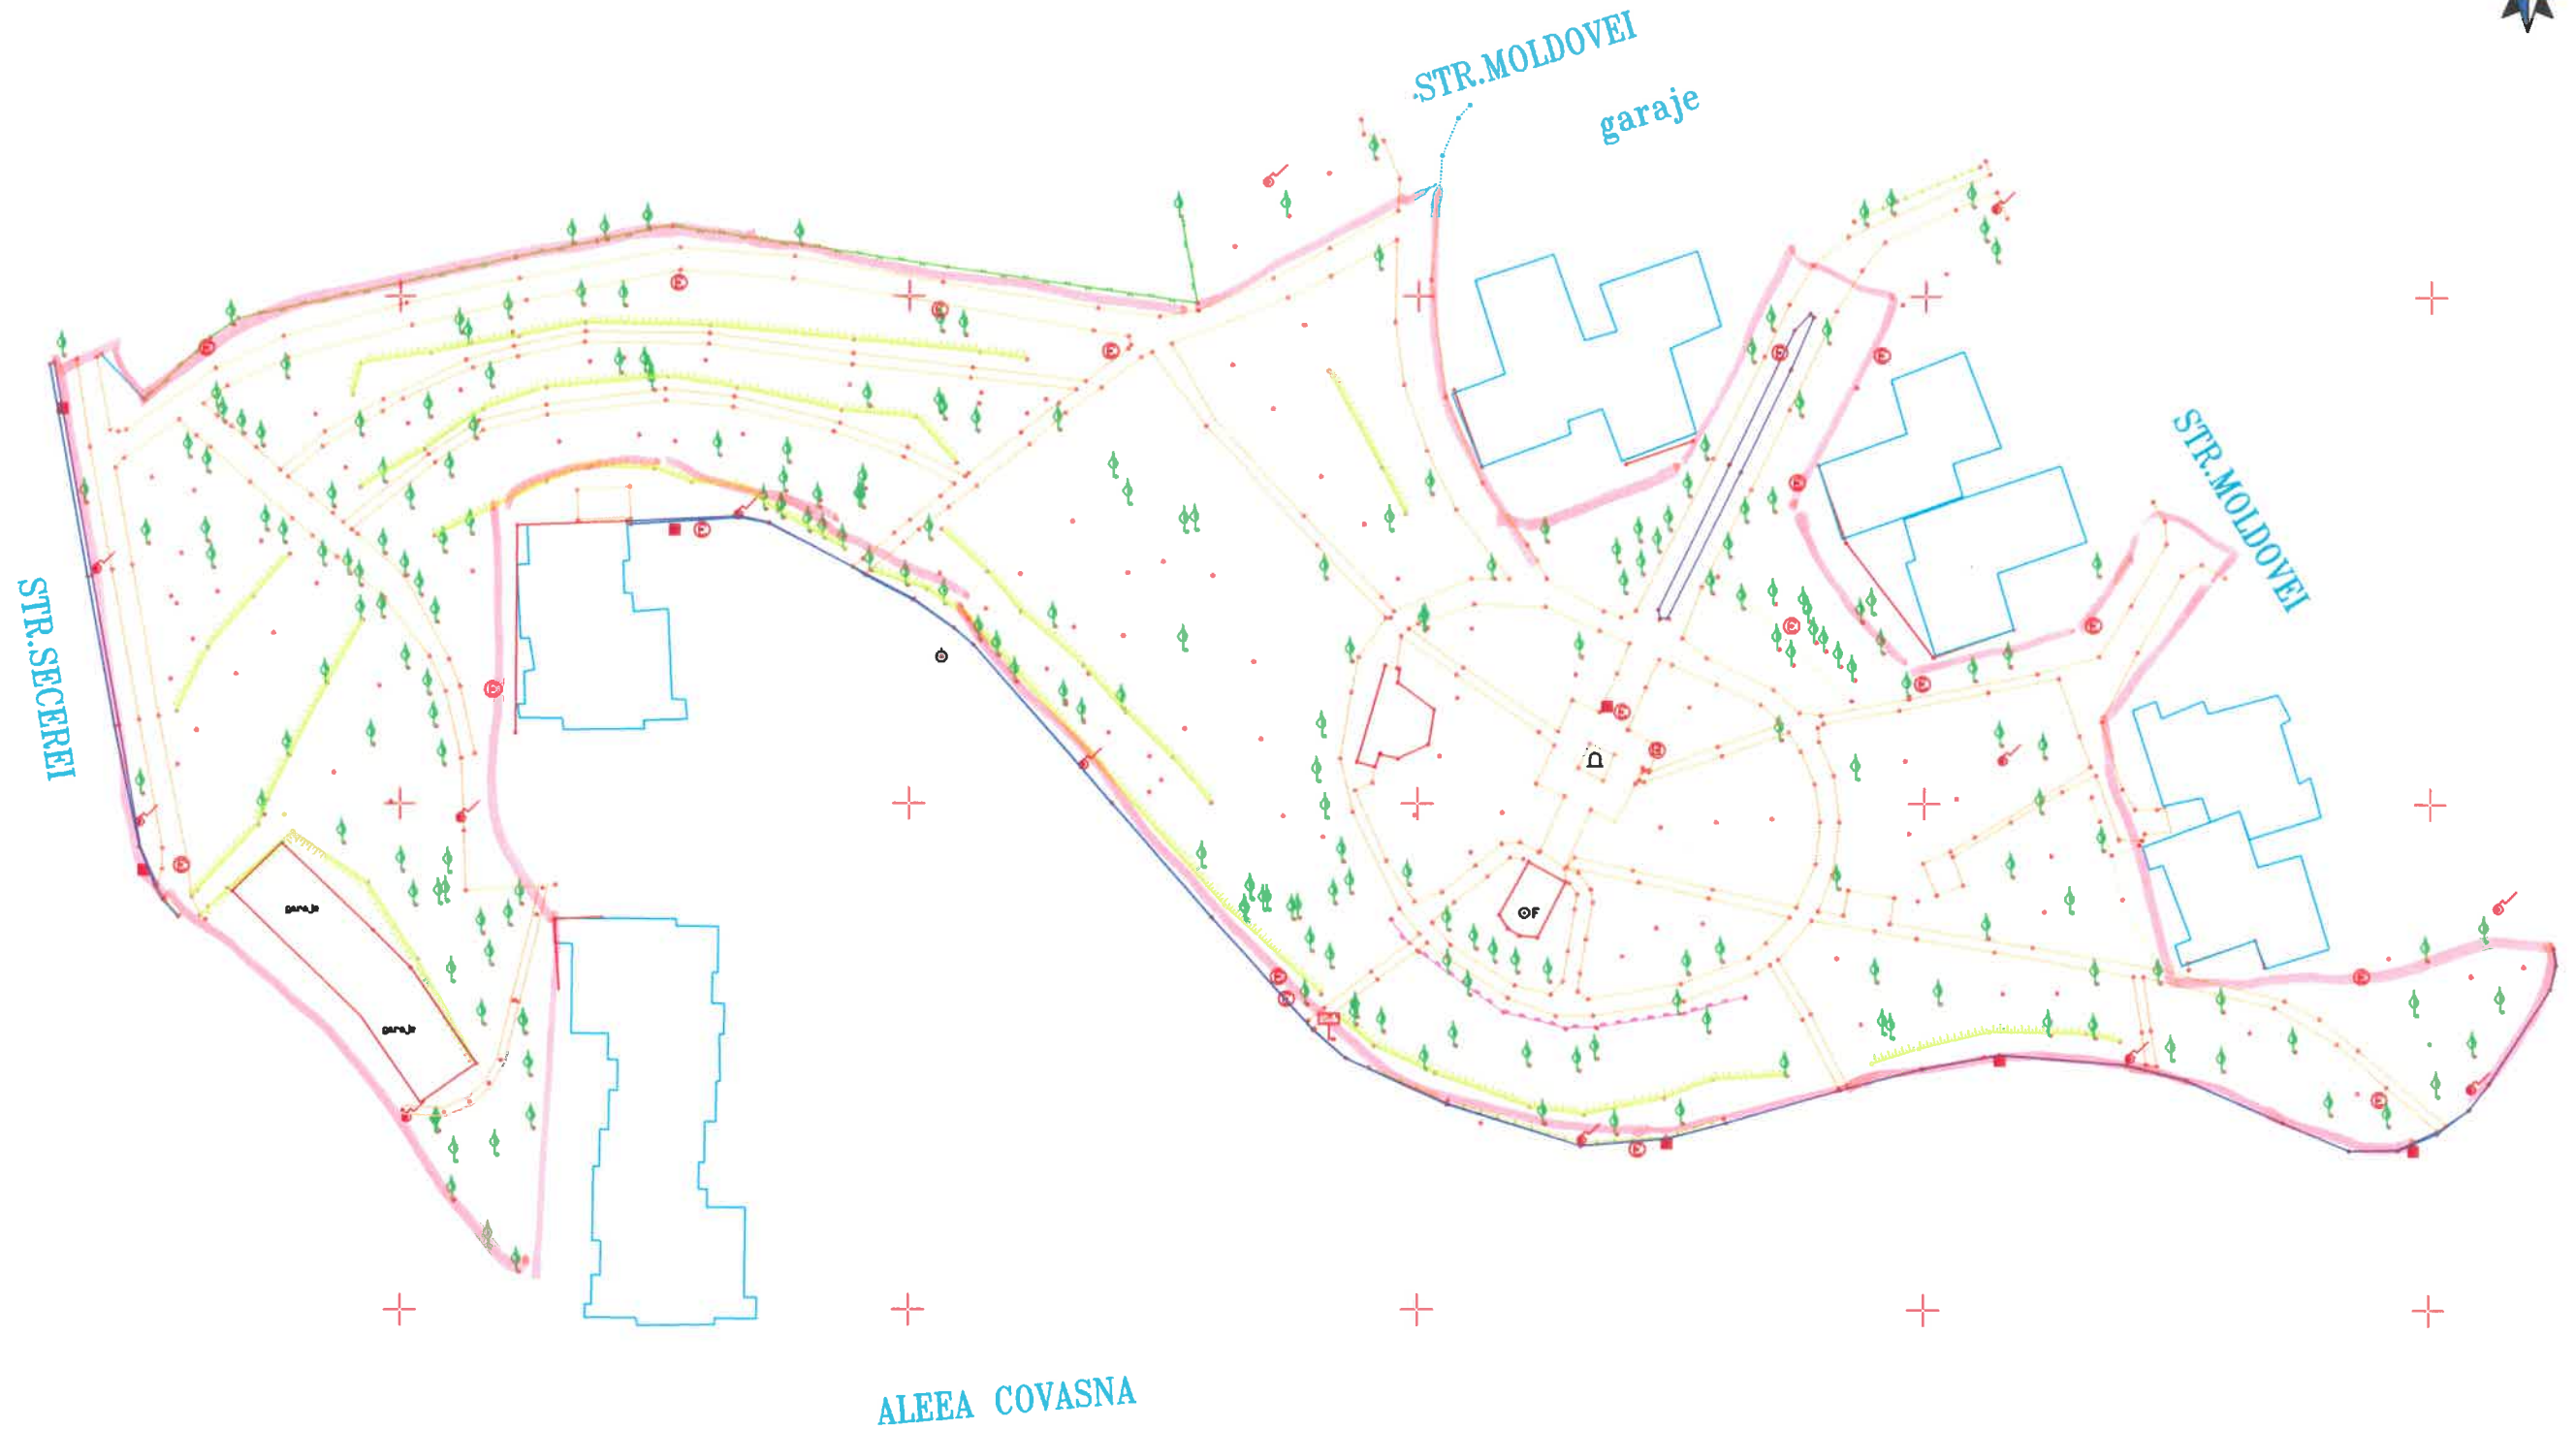 STR.MOLDOVEI
garaje
STR.MOLDOVEI
STR.SECEREI
garaje
garaje
F
ALEEA COVASNA